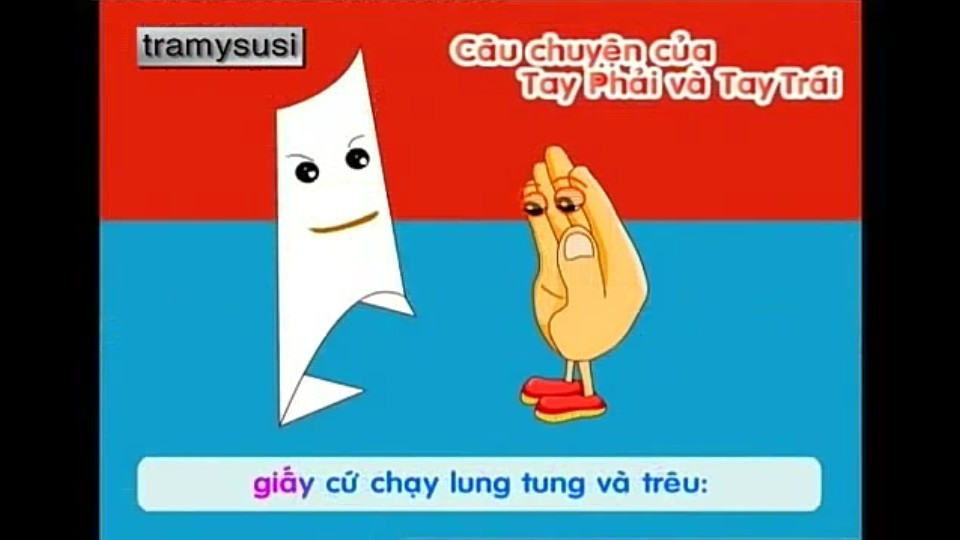 tramysusi
Câu chuyện của
Tay Phải và Tay Trái
giấy cứ chạy lung tung và trêu: